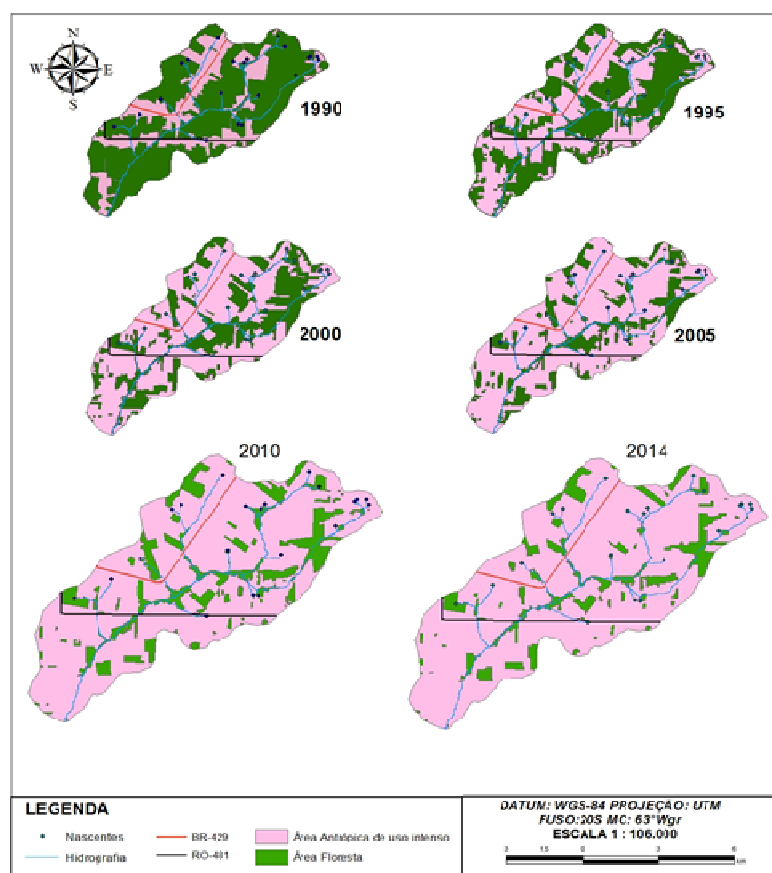 N
W E
S
1990
1995
2000
2005
2010
2014
LEGENDA
Nascentes
Hidrografia
BR-429
RO-481
Área Antrópica de uso intenso
Área Floresta
DATUM: WGS-84 PROJEÇÃO: UTM
FUSO:20S MC: 63°Wgr
ESCALA 1 : 106.000
km